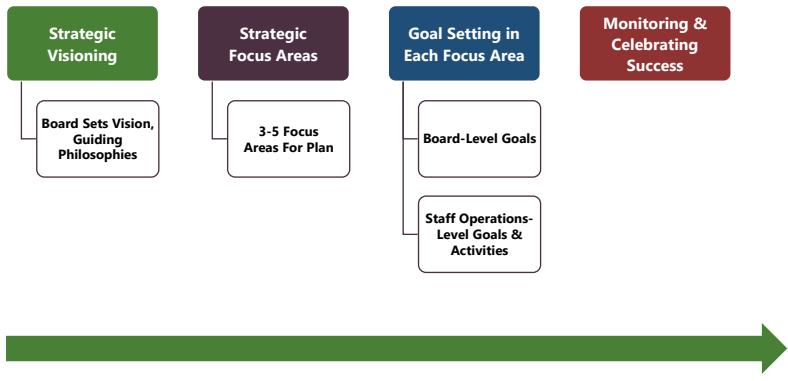 Strategic
Visioning
Board Sets Vision,
Guiding
Philosophies
Strategic
Focus Areas
3-5 Focus
Areas For Plan
Goal Setting in
Each Focus Area
Board-Level Goals
Staff Operations-
Level Goals &
Activities
Monitoring &
Celebrating
Success